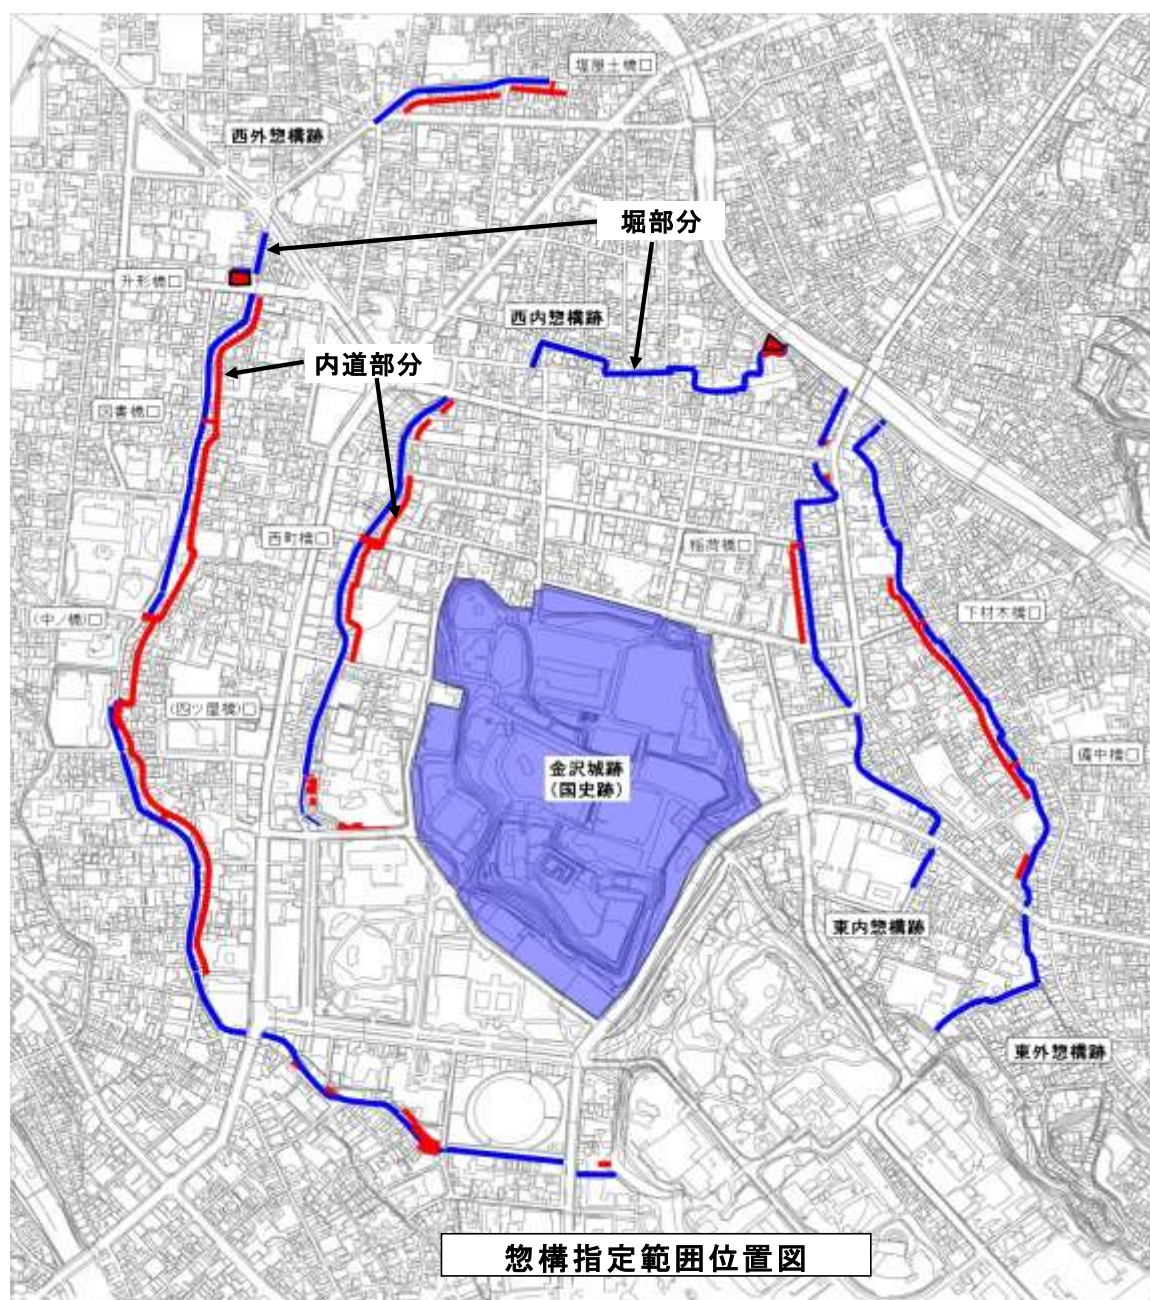 堀屋土橋口
西外惣構跡
堀部分
升形橋口
西内惣構跡
内道部分
図書橋口
西町橋口
稲荷橋口
(中ノ橋)口
下材木橋口
(四ツ屋橋)口
備中橋口
金沢城跡
(国史跡)
東内惣構跡
東外惣構跡
惣構指定範囲位置図